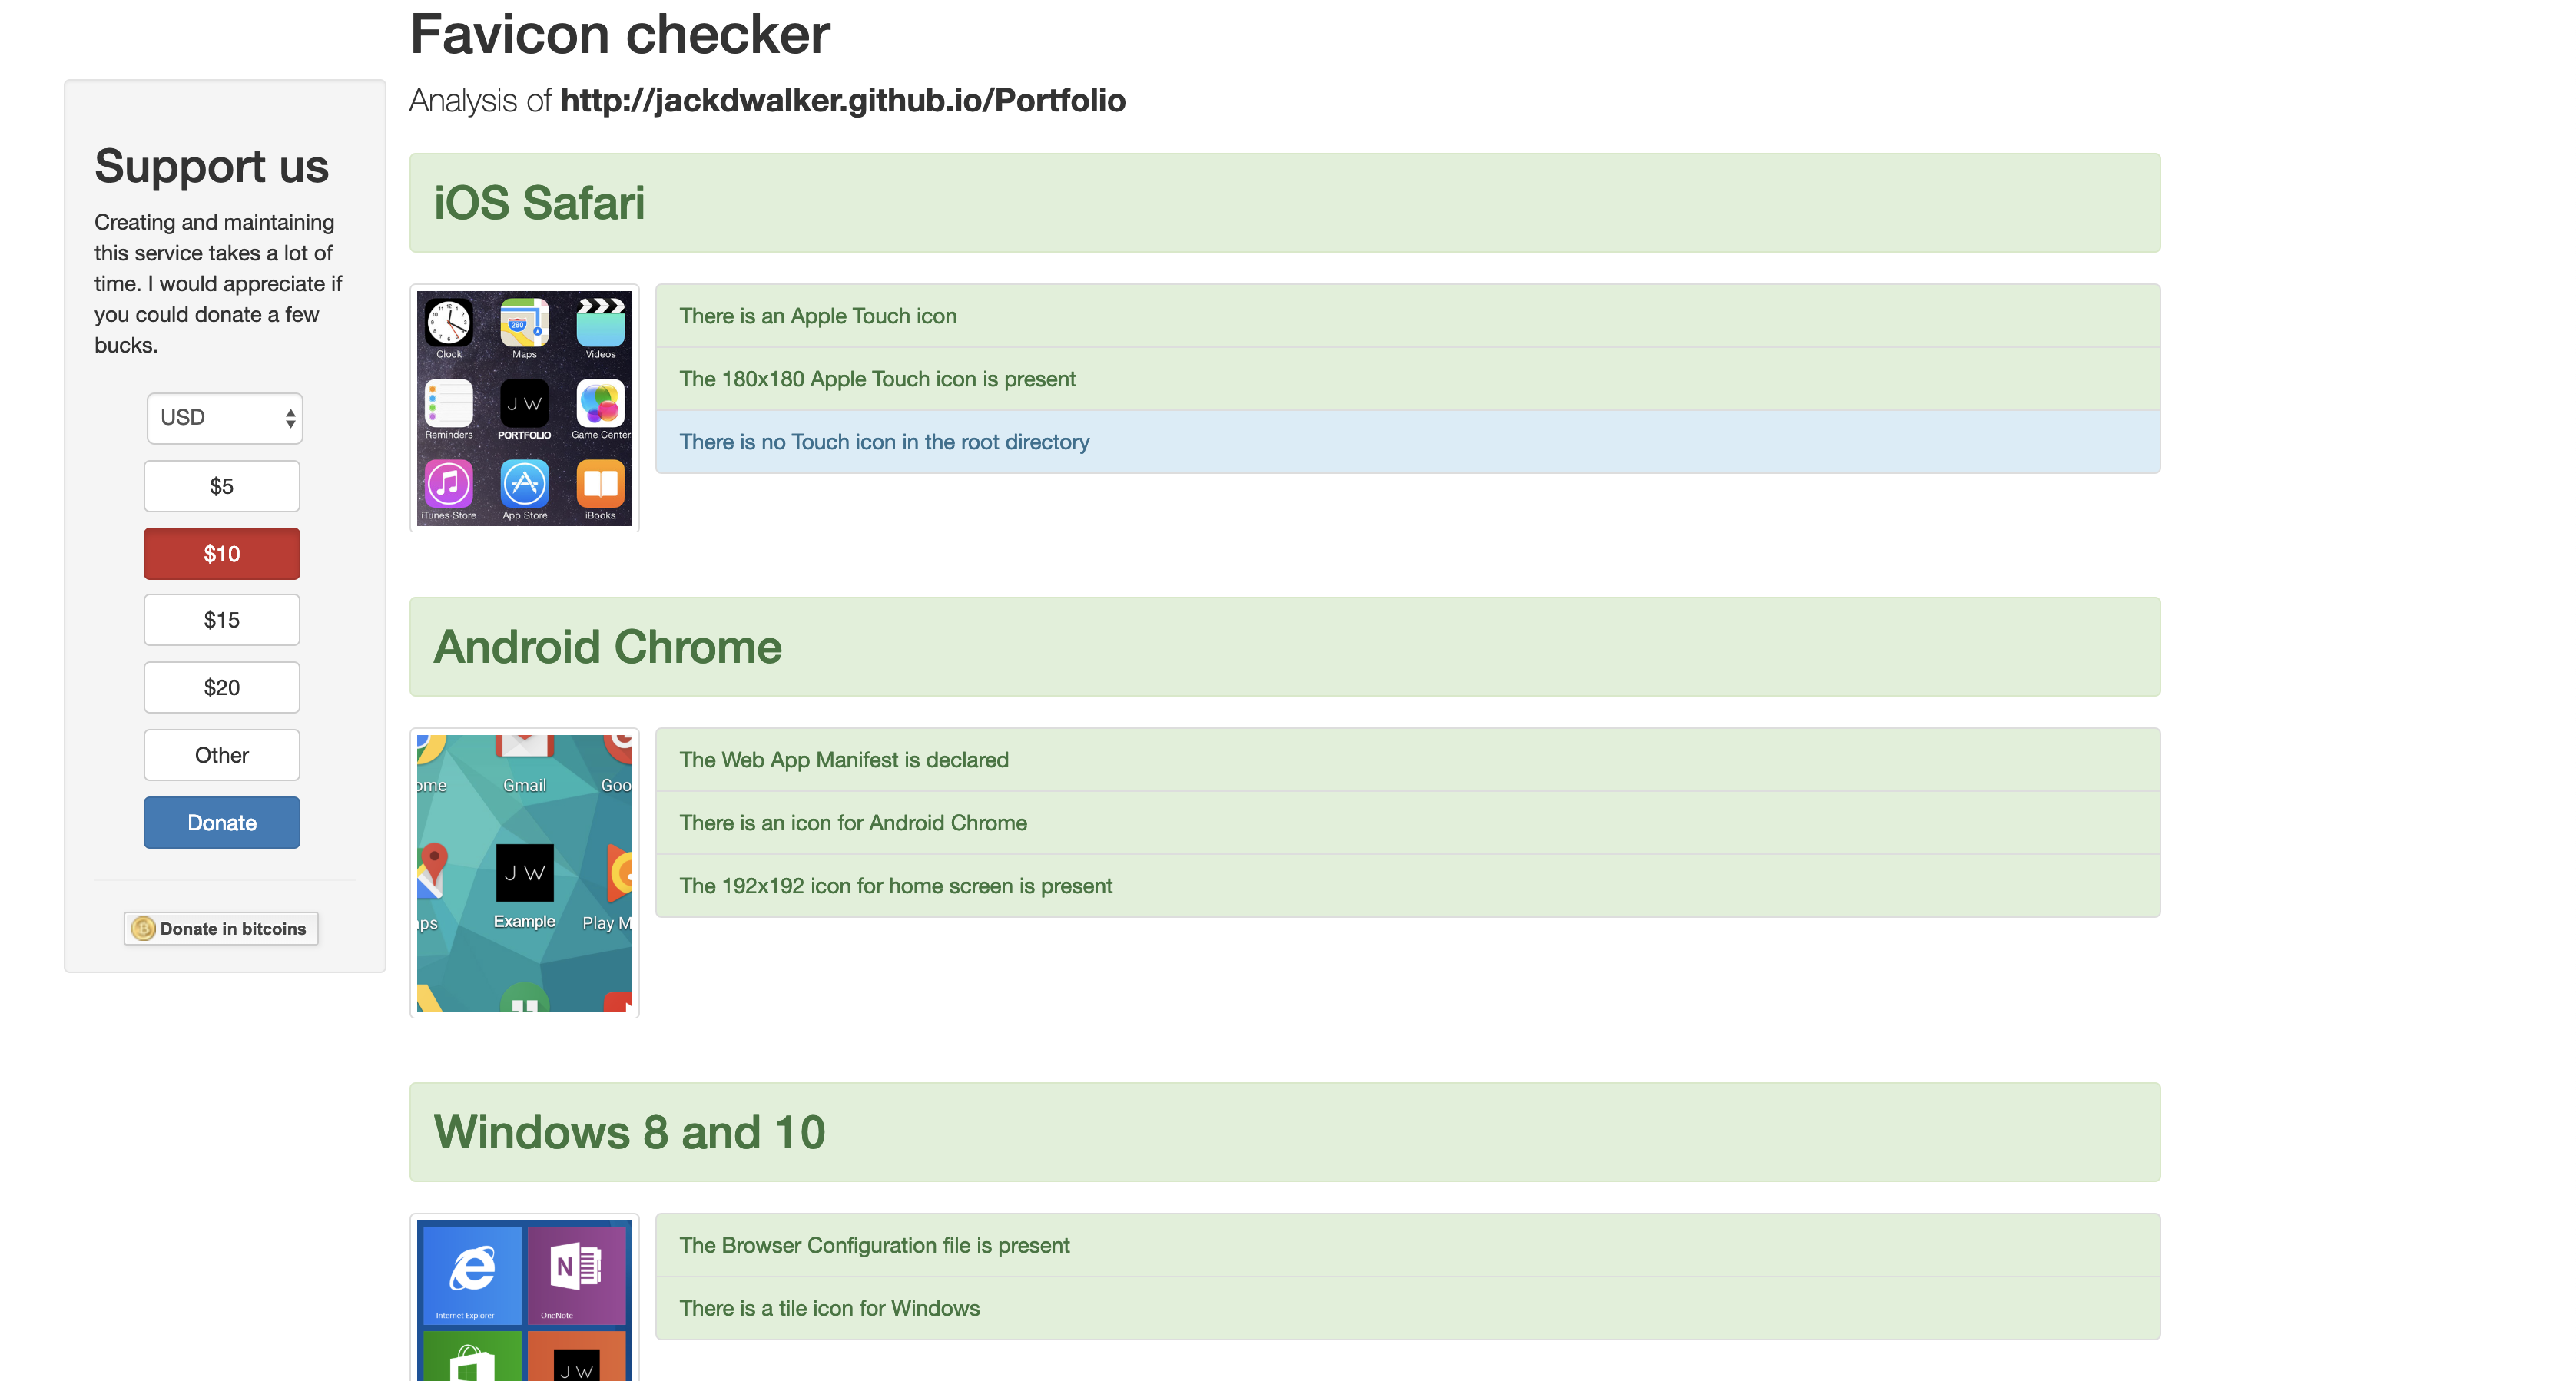 Favicon checker
Analysis of http://jackdwalker.github.io/Portfolio
Support us
Creating and maintaining
this service takes a lot of
time. I would appreciate if
you could donate a few
bucks.
USD
$5
$10
$15
$20
Other
Donate
Donate in bitcoins
iOS Safari
Clock
Maps
Videos
280
Reminders
J W
PORTFOLIO
Game Center
iTunes Store
App Store
iBooks
There is an Apple Touch icon
The 180x180 Apple Touch icon is present
There is no Touch icon in the root directory
Android Chrome
ome
Gmail
Goo
J W
aps
Example
Play M
The Web App Manifest is declared
There is an icon for Android Chrome
The 192x192 icon for home screen is present
Windows 8 and 10
N
Internet Explorer
OneNote
J W
The Browser Configuration file is present
There is a tile icon for Windows